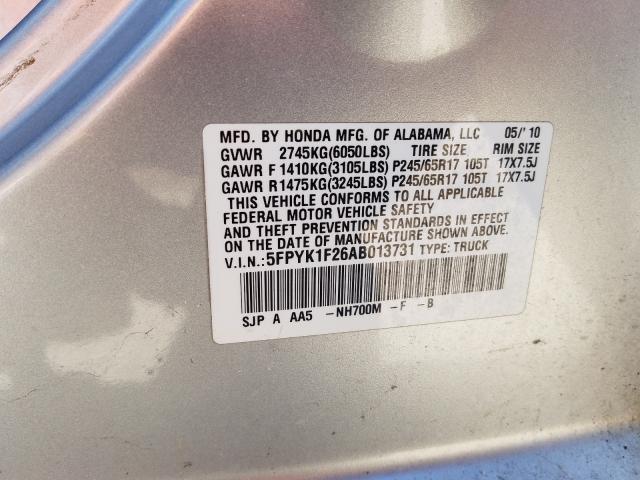 MFD. BY HONDA MFG. OF ALABAMA, LLC 05/'10
GVWR 2745KG(6050LBS) TIRE SIZE RIM SIZE
GAWR F 1410KG(3105LBS) P245/65R17 105T 17X7.5J
GAWR R 1475KG(3245LBS) P245/65R17 105T 17X7.5J
THIS VEHICLE CONFORMS TO ALL APPLICABLE
FEDERAL MOTOR VEHICLE SAFETY
AND THEFT PREVENTION STANDARDS IN EFFECT
ON THE DATE OF MANUFACTURE SHOWN ABOVE.
V.I.N.:5FPYK1F26AB013731 TYPE: TRUCK
SJP A AA5 -NH700M -F -B